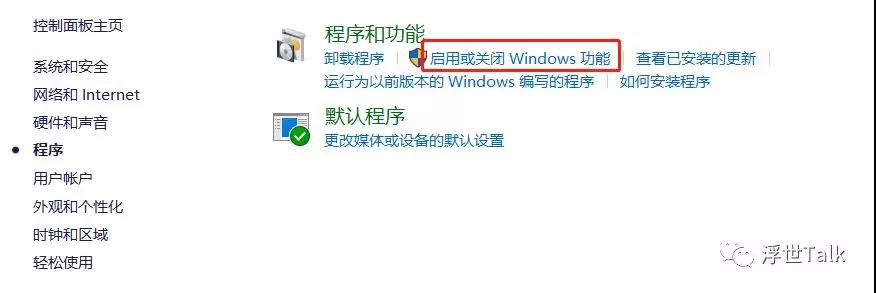 控制面板主页
系统和安全
网络和 Internet
硬件和声音
程序
用户帐户
外观和个性化
时钟和区域
轻松使用
程序和功能
卸载程序 启用或关闭 Windows 功能 查看已安装的更新
运行为以前版本的 Windows 编写的程序 如何安装程序
默认程序
更改媒体或设备的默认设置
浮世Talk